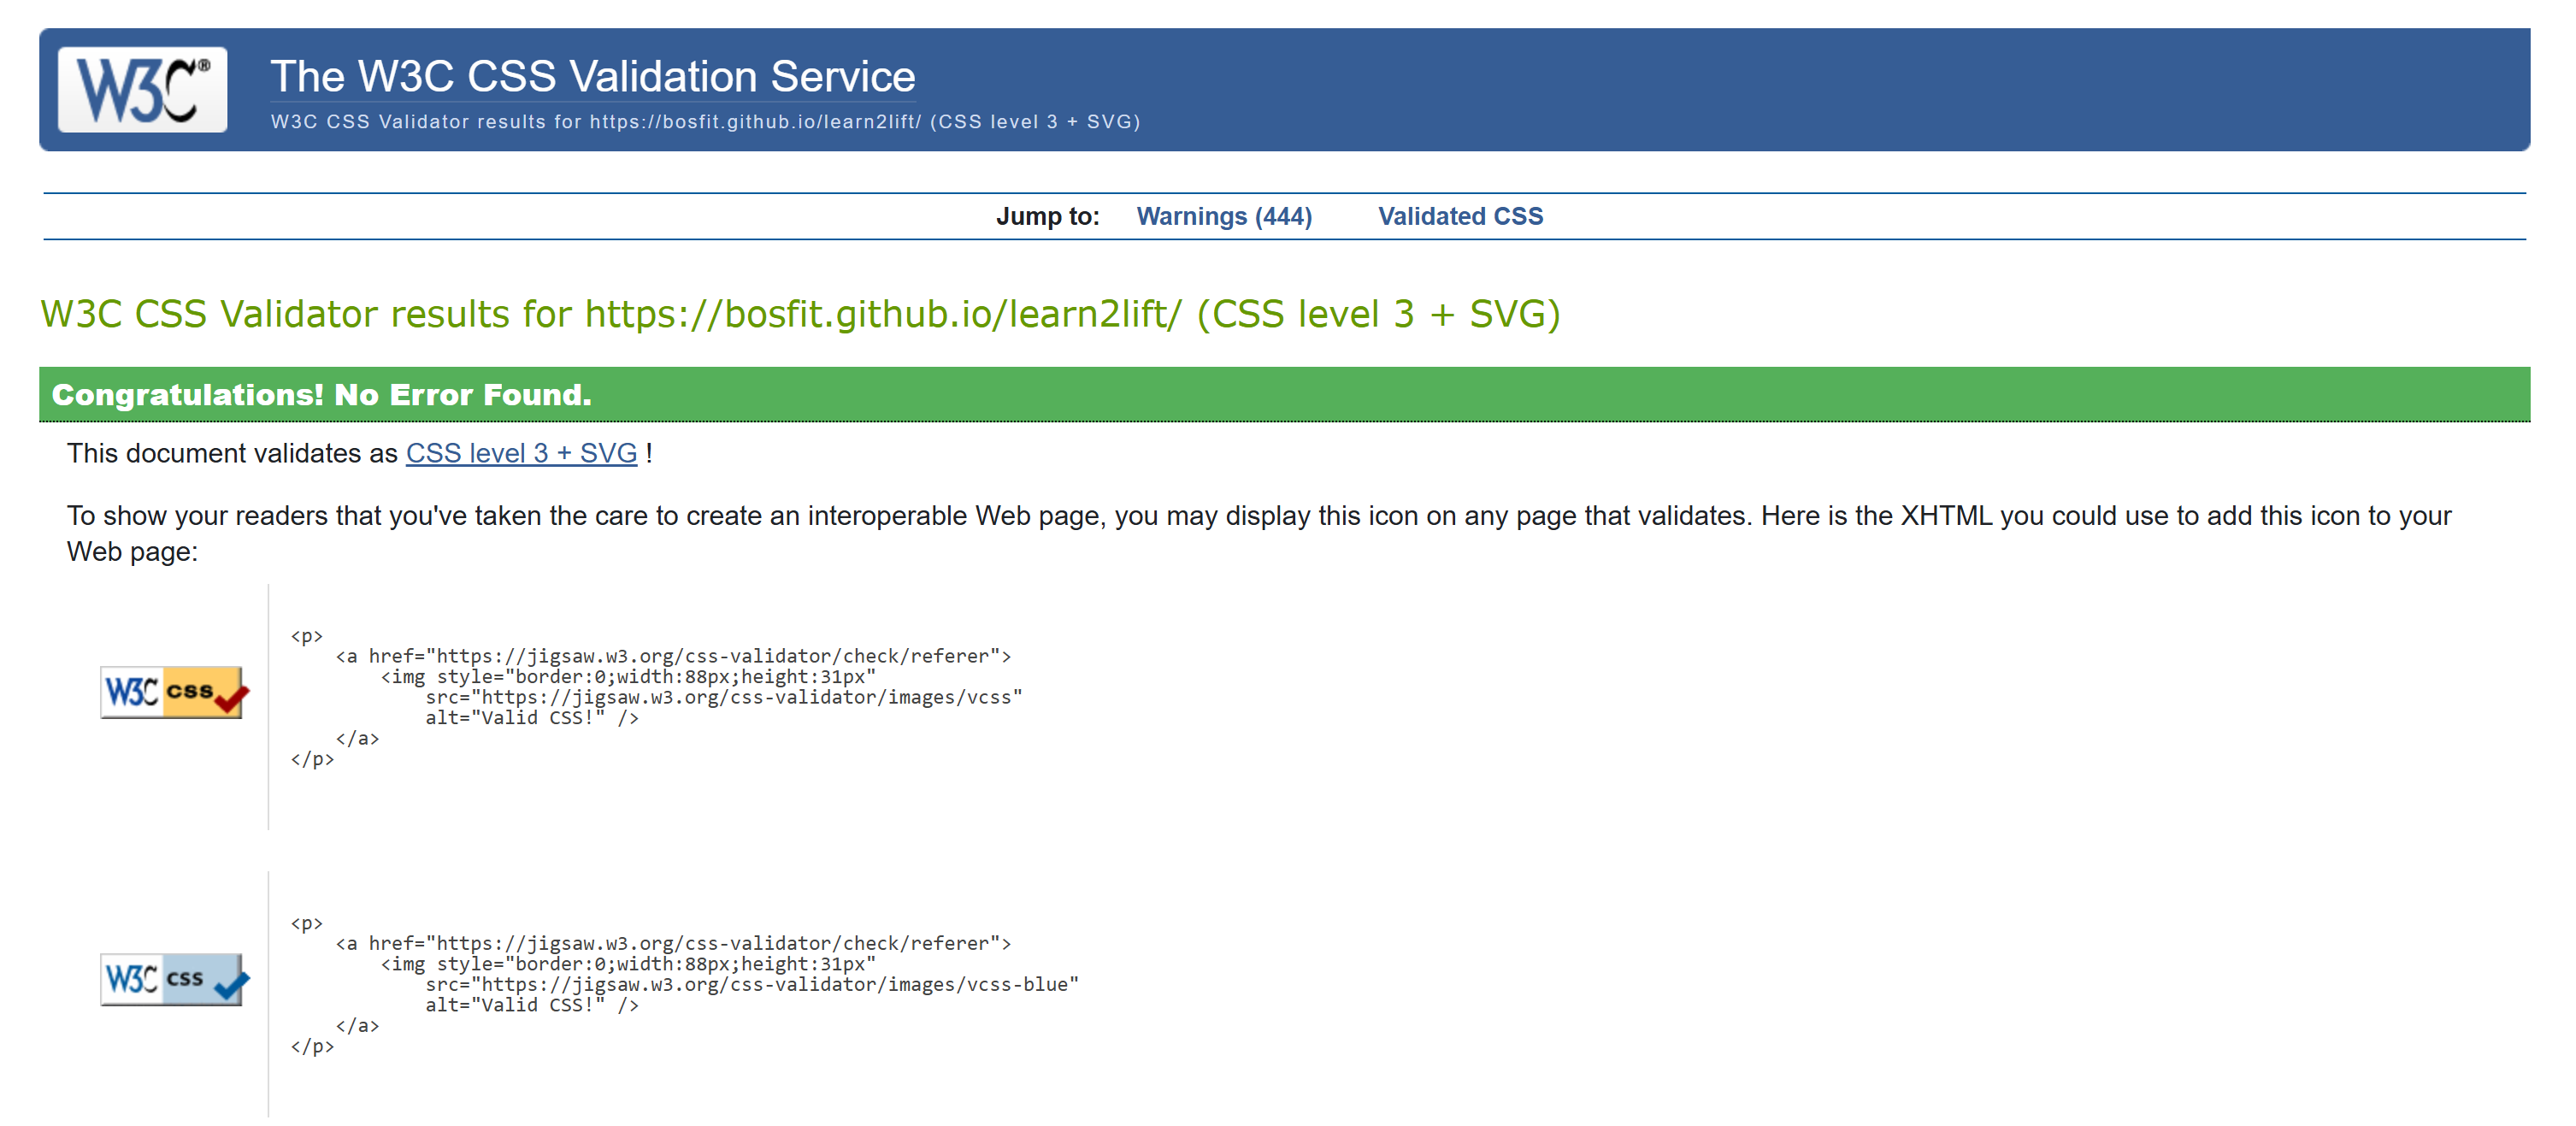 W3C®
The W3C CSS Validation Service
W3C CSS Validator results for https://bosfit.github.io/learn2lift/ (CSS level 3 + SVG)
Jump to: Warnings (444) Validated CSS
W3C CSS Validator results for https://bosfit.github.io/learn2lift/ (CSS level 3 + SVG)
Congratulations! No Error Found.
This document validates as CSS level 3 + SVG !
To show your readers that you've taken the care to create an interoperable Web page, you may display this icon on any page that validates. Here is the XHTML you could use to add this icon to your
Web page:
W3C css
<p>
    <a href="https://jigsaw.w3.org/css-validator/check/referer">
        <img style="border:0;width:88px;height:31px"
            src="https://jigsaw.w3.org/css-validator/images/vcss"
            alt="Valid CSS!" />
    </a>
</p>
W3C css
<p>
    <a href="https://jigsaw.w3.org/css-validator/check/referer">
        <img style="border:0;width:88px;height:31px"
            src="https://jigsaw.w3.org/css-validator/images/vcss-blue"
            alt="Valid CSS!" />
    </a>
</p>